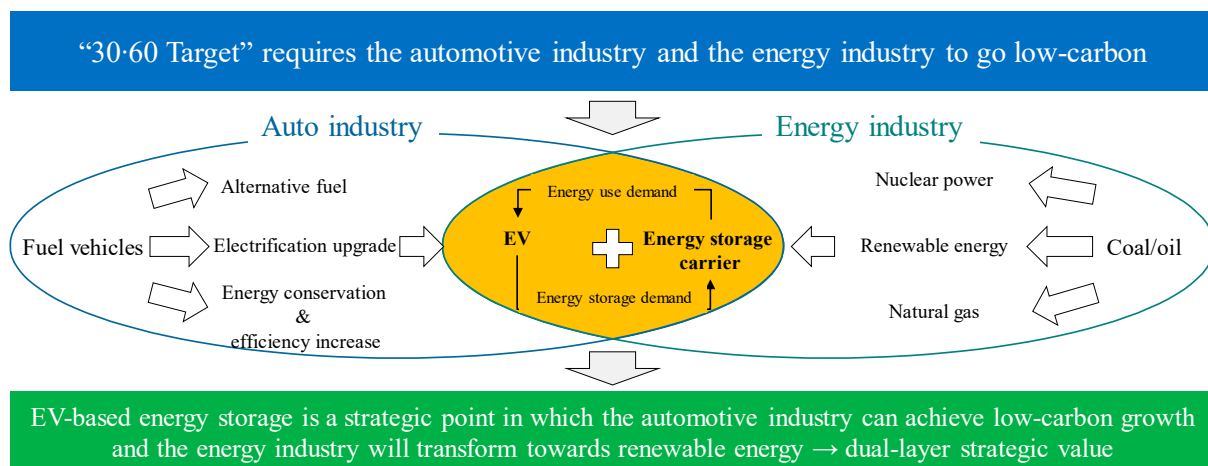 “30·60 Target” requires the automotive industry and the energy industry to go low-carbon
Auto industry
Energy industry
Fuel vehicles
Alternative fuel
Electrification upgrade
Energy conservation
&
efficiency increase
Energy use demand
EV
Energy storage
carrier
Energy storage demand
Nuclear power
Renewable energy
Natural gas
Coal/oil
EV-based energy storage is a strategic point in which the automotive industry can achieve low-carbon growth
and the energy industry will transform towards renewable energy → dual-layer strategic value